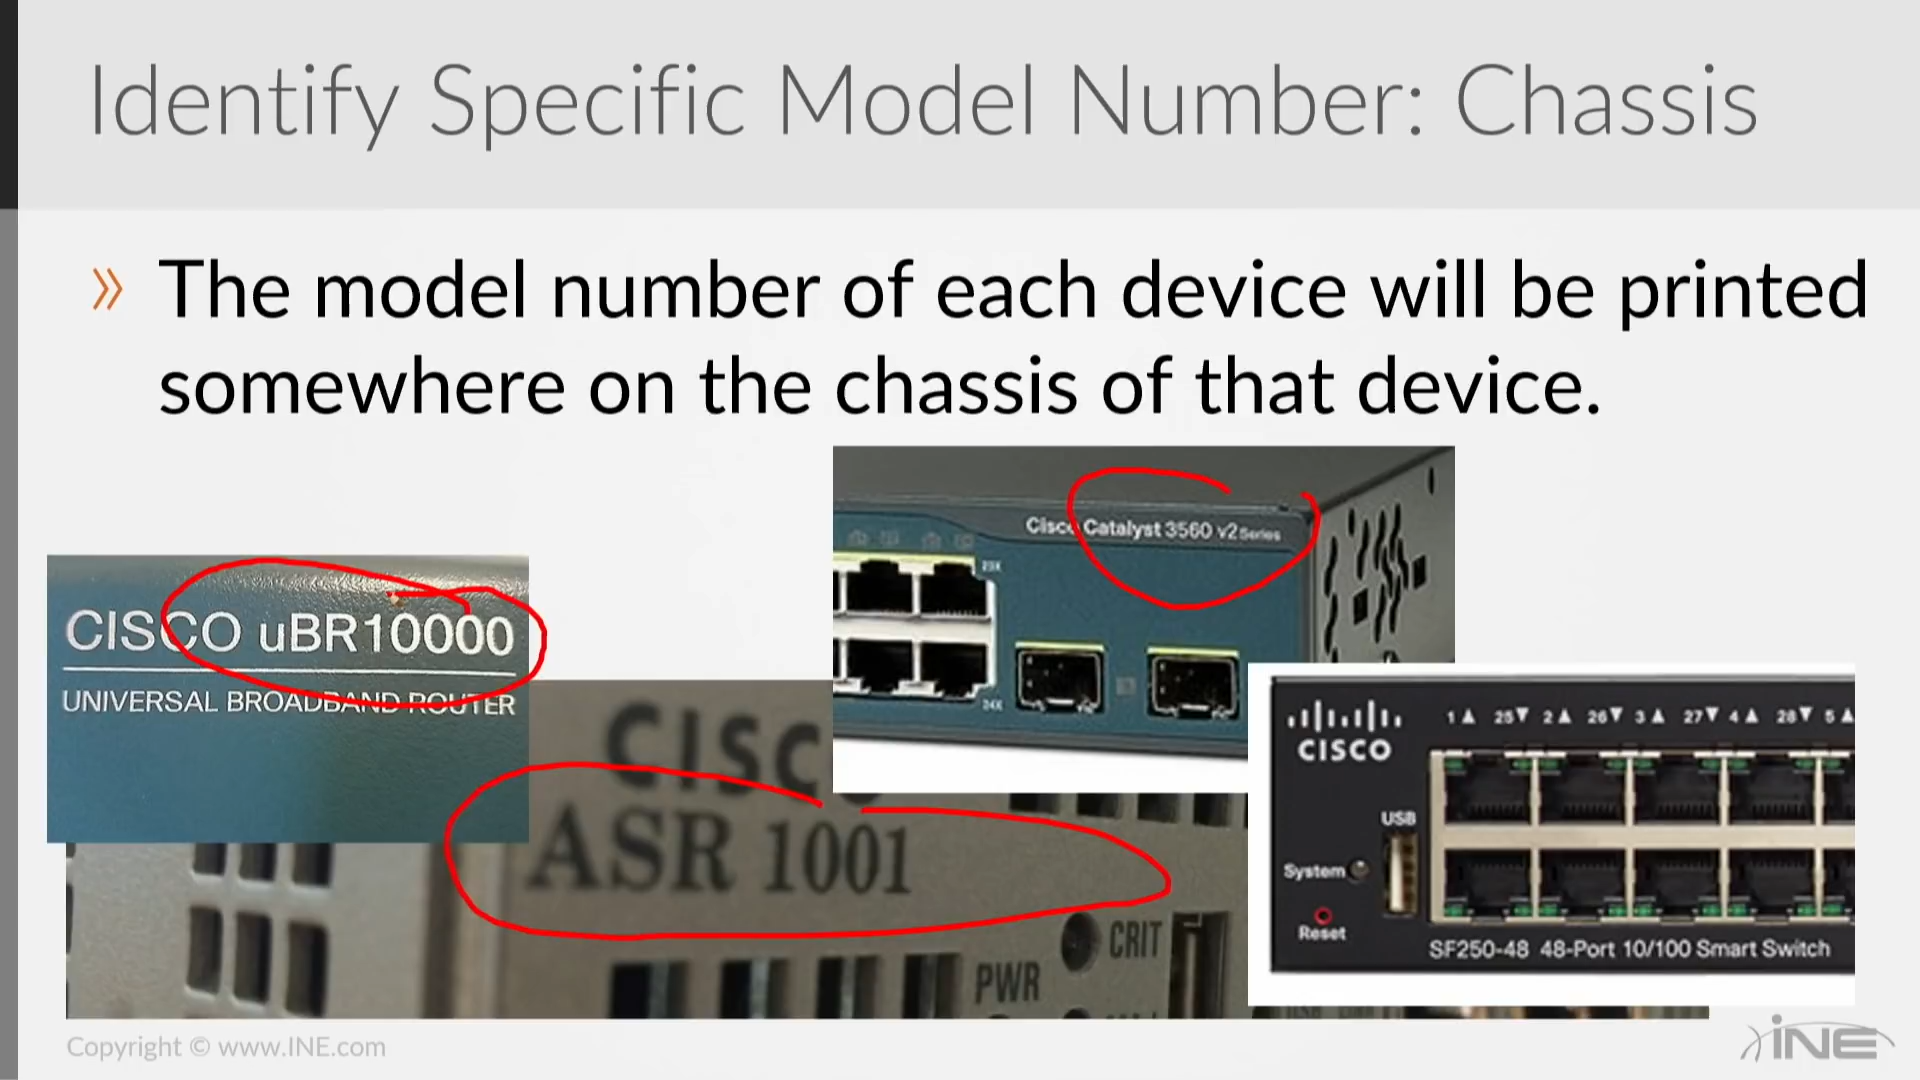 Identify Specific Model Number: Chassis
» The model number of each device will be printed
somewhere on the chassis of that device.
Cisco Catalyst 3560 v2 Series
23X
24X
CISCO uBR10000
UNIVERSAL BROADBAND ROUTER
CISC
ASR 1001
CRIT
PWR
CISCO
1▲ 25▼ 2▲ 26▼ 3▲ 27▼ 4▲ 28▼ 5▲
USB
System
Reset
SF250-48 48-Port 10/100 Smart Switch
Copyright © www.INE.com
iNE